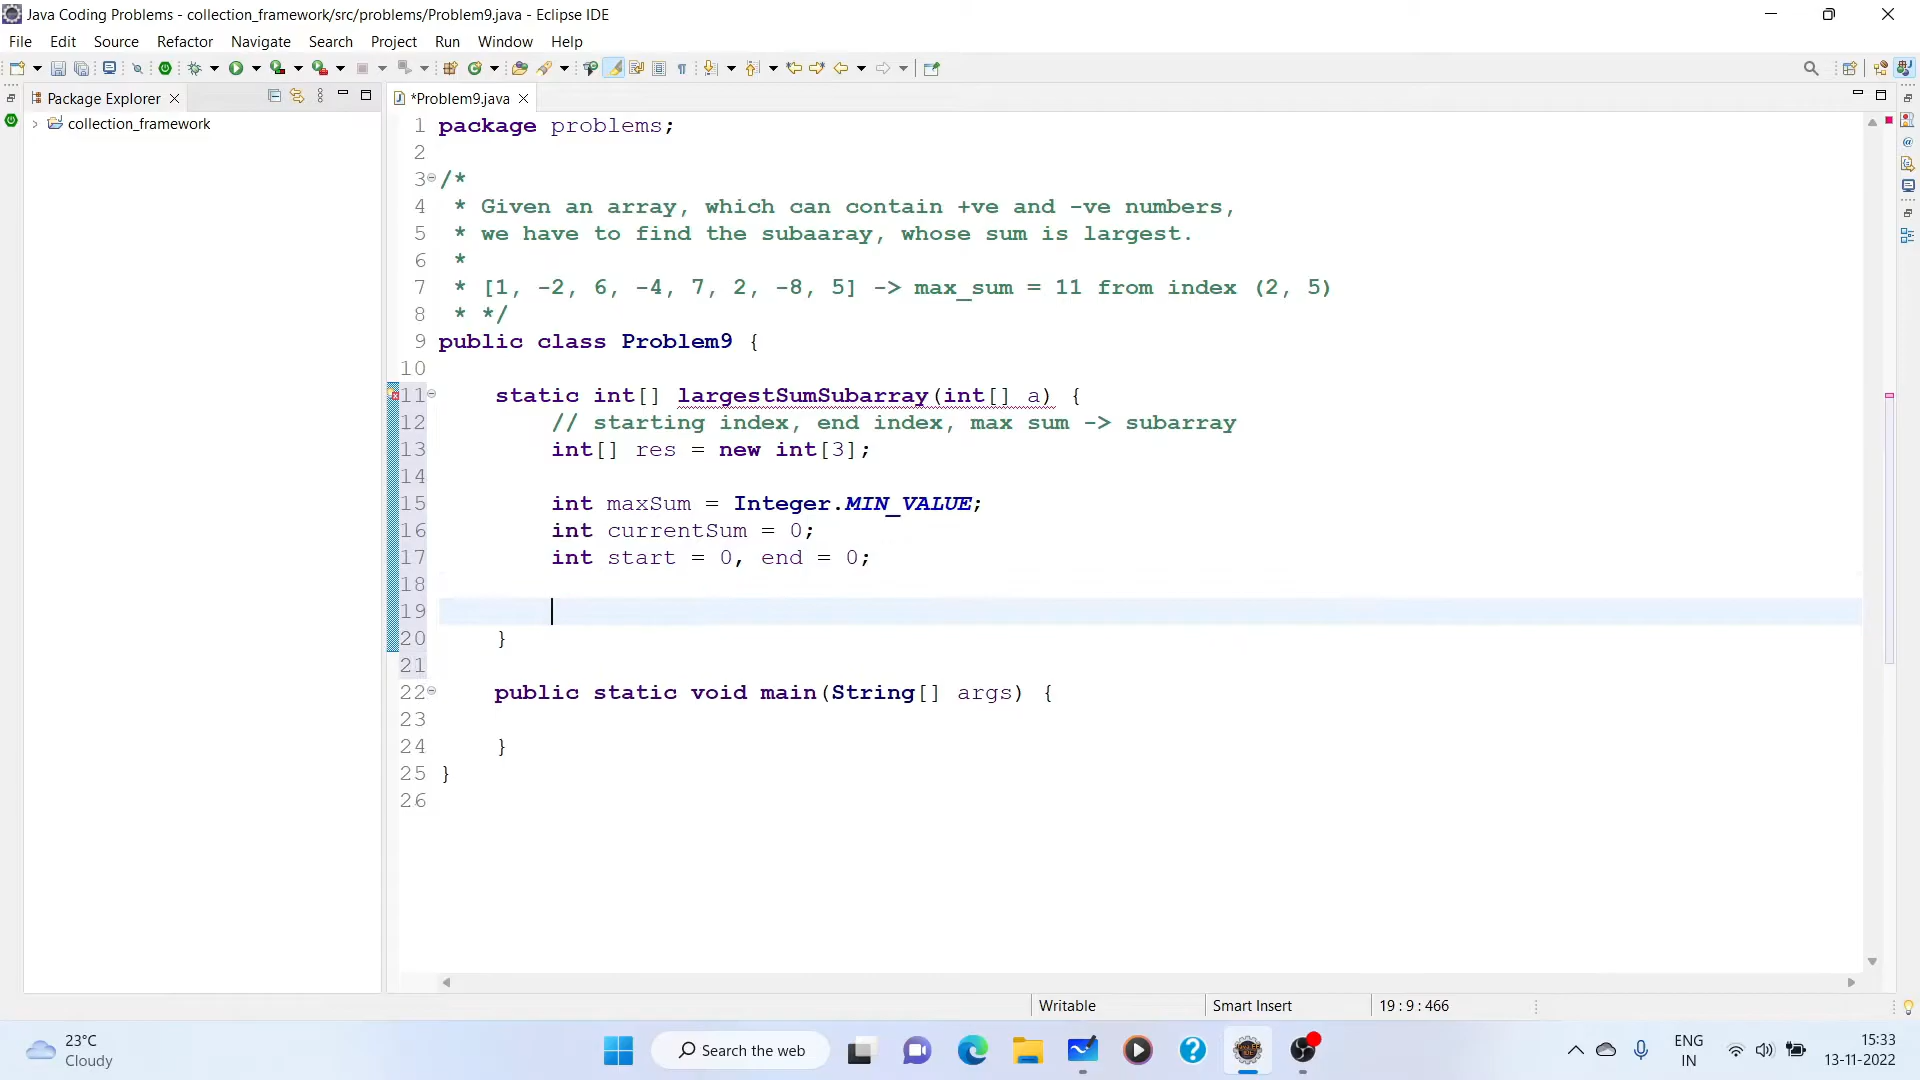 Java Coding Problems - collection_framework/src/problems/Problem9.java - Eclipse IDE
File Edit Source Refactor Navigate Search Project Run Window Help
Package Explorer
*Problem9.java
collection_framework
1 package problems;
2
3 /*
4 * Given an array, which can contain +ve and -ve numbers,
5 * we have to find the subaaray, whose sum is largest.
6 *
7 * [1, -2, 6, -4, 7, 2, -8, 5] -> max_sum = 11 from index (2, 5)
8 * */
9 public class Problem9 {
10
11 static int[] largestSumSubarray(int[] a) {
12 // starting index, end index, max sum -> subarray
13 int[] res = new int[3];
14
15 int maxSum = Integer.MIN_VALUE;
16 int currentSum = 0;
17 int start = 0, end = 0;
18
19
20 }
21
22 public static void main(String[] args) {
23
24 }
25 }
26
Writable Smart Insert 19 : 9 : 466
23°C
Cloudy
Search the web
ENG
IN
15:33
13-11-2022